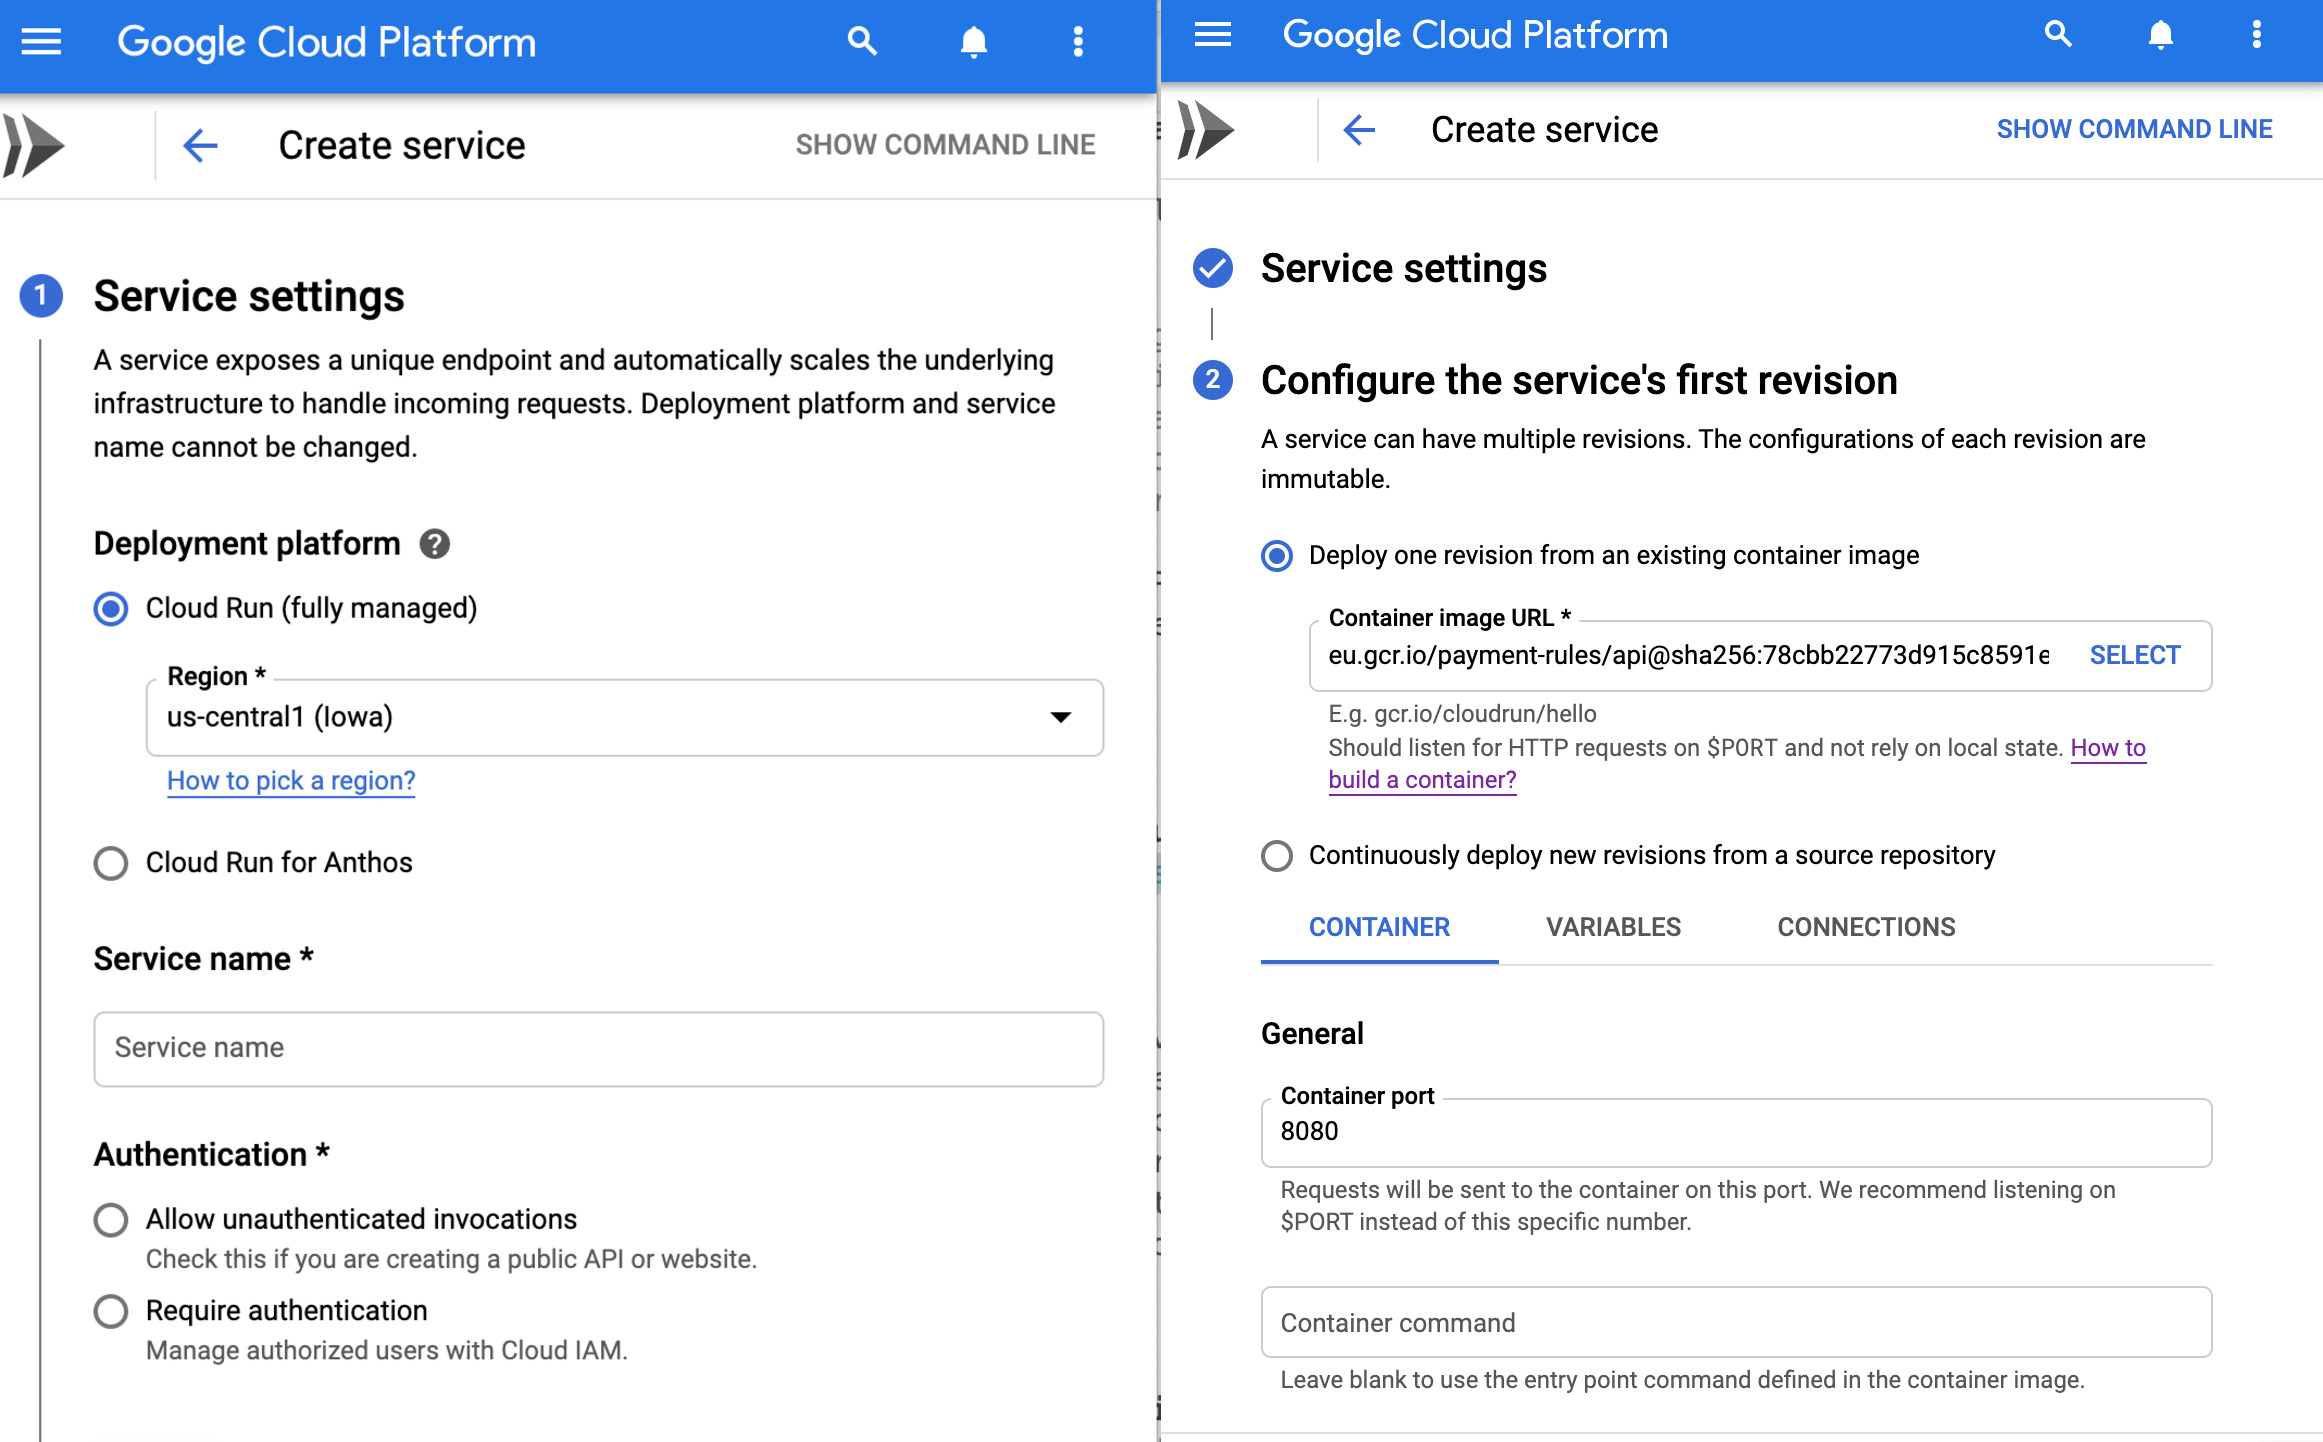 Google Cloud Platform
Create service
SHOW COMMAND LINE
1 Service settings
A service exposes a unique endpoint and automatically scales the underlying
infrastructure to handle incoming requests. Deployment platform and service
name cannot be changed.
Deployment platform ?
Cloud Run (fully managed)
Region *
us-central1 (Iowa)
How to pick a region?
Cloud Run for Anthos
Service name *
Service name
Authentication *
Allow unauthenticated invocations
Check this if you are creating a public API or website.
Require authentication
Manage authorized users with Cloud IAM.
Google Cloud Platform
Create service
SHOW COMMAND LINE
Service settings
2 Configure the service's first revision
A service can have multiple revisions. The configurations of each revision are
immutable.
Deploy one revision from an existing container image
Container image URL *
eu.gcr.io/payment-rules/api@sha256:78cbb22773d915c8591e
SELECT
E.g. gcr.io/cloudrun/hello
Should listen for HTTP requests on $PORT and not rely on local state. How to
build a container?
Continuously deploy new revisions from a source repository
CONTAINER VARIABLES CONNECTIONS
General
Container port
8080
Requests will be sent to the container on this port. We recommend listening on
$PORT instead of this specific number.
Container command
Leave blank to use the entry point command defined in the container image.